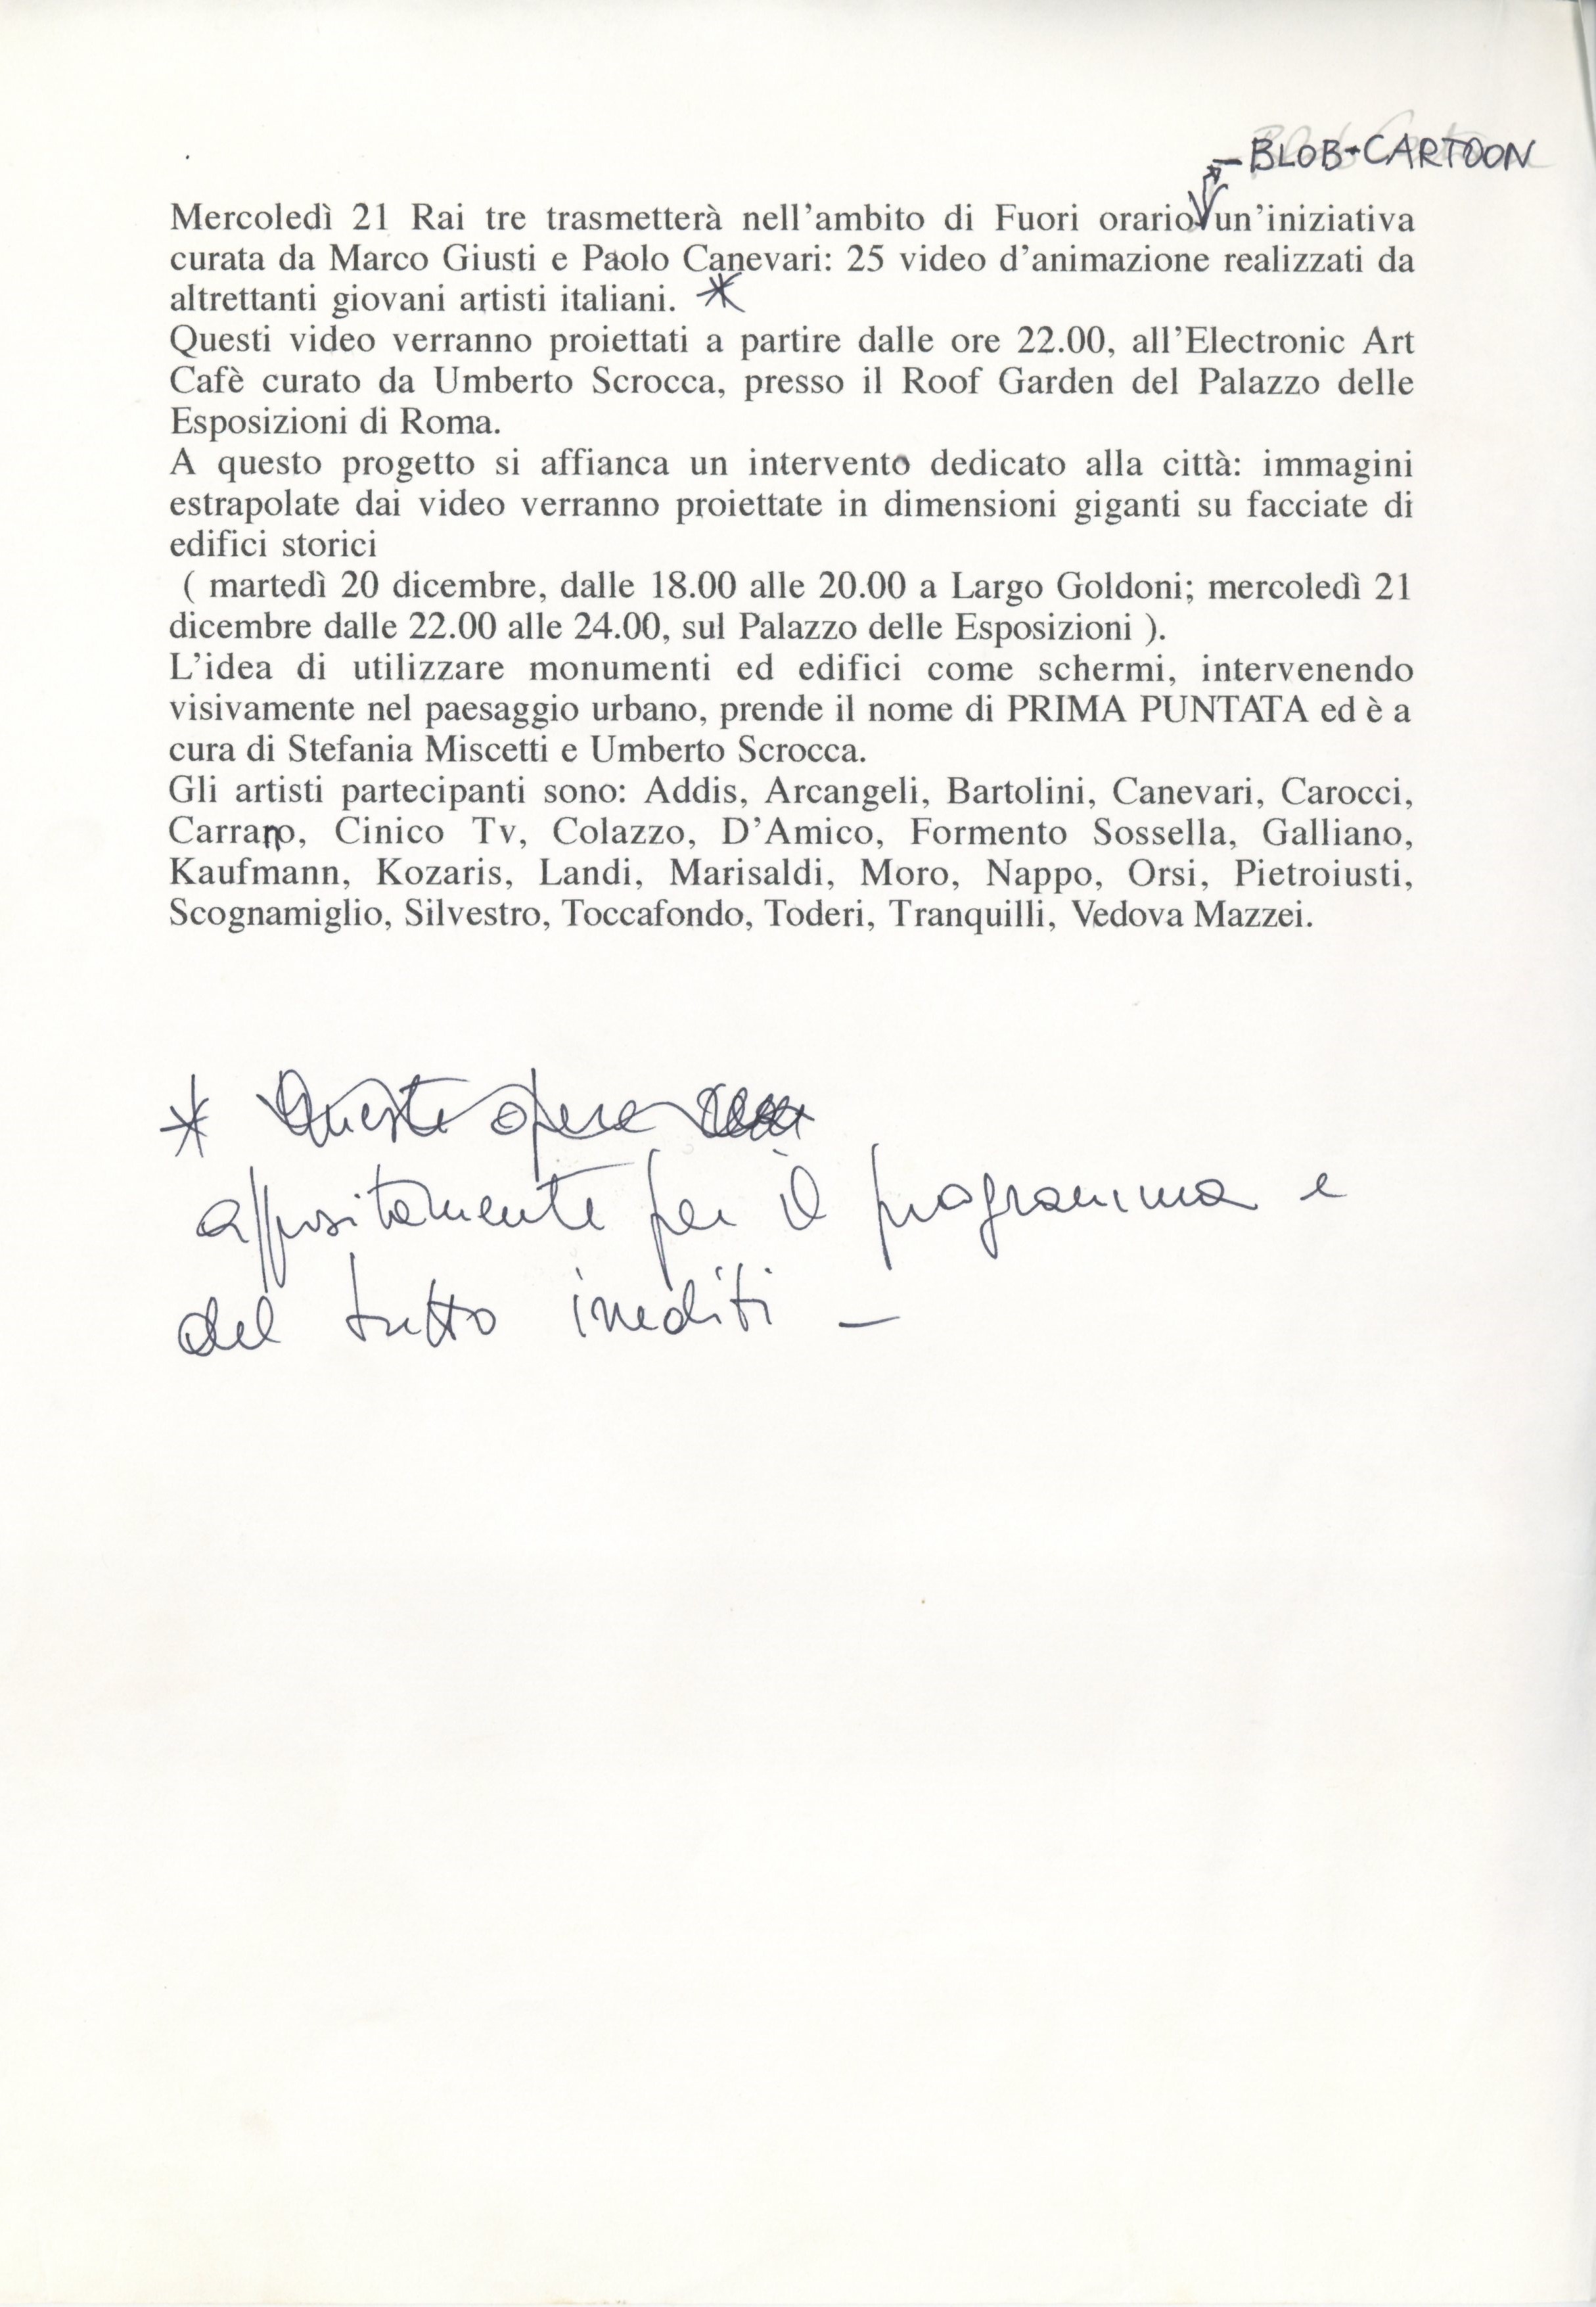 - BLOB-CARTOON
Mercoledì 21 Rai tre trasmetterà nell'ambito di Fuori orario un'iniziativa
curata da Marco Giusti e Paolo Canevari: 25 video d'animazione realizzati da
altrettanti giovani artisti italiani. *
Questi video verranno proiettati a partire dalle ore 22.00, all'Electronic Art
Cafè curato da Umberto Scrocca, presso il Roof Garden del Palazzo delle
Esposizioni di Roma.
A questo progetto si affianca un intervento dedicato alla città: immagini
estrapolate dai video verranno proiettate in dimensioni giganti su facciate di
edifici storici
( martedì 20 dicembre, dalle 18.00 alle 20.00 a Largo Goldoni; mercoledì 21
dicembre dalle 22.00 alle 24.00, sul Palazzo delle Esposizioni ).
L'idea di utilizzare monumenti ed edifici come schermi, intervenendo
visivamente nel paesaggio urbano, prende il nome di PRIMA PUNTATA ed è a
cura di Stefania Miscetti e Umberto Scrocca.
Gli artisti partecipanti sono: Addis, Arcangeli, Bartolini, Canevari, Carocci,
Cinico Tv, Colazzo, D'Amico, Formento Sossella, Galliano,
Kaufmann, Kozaris, Landi, Marisaldi, Moro, Nappo, Orsi, Pietroiusti,
Scognamiglio, Silvestro, Toccafondo, Toderi, Tranquilli, Vedova Mazzei.
* Queste opere
appositamente per il programma e
del tutto inediti -